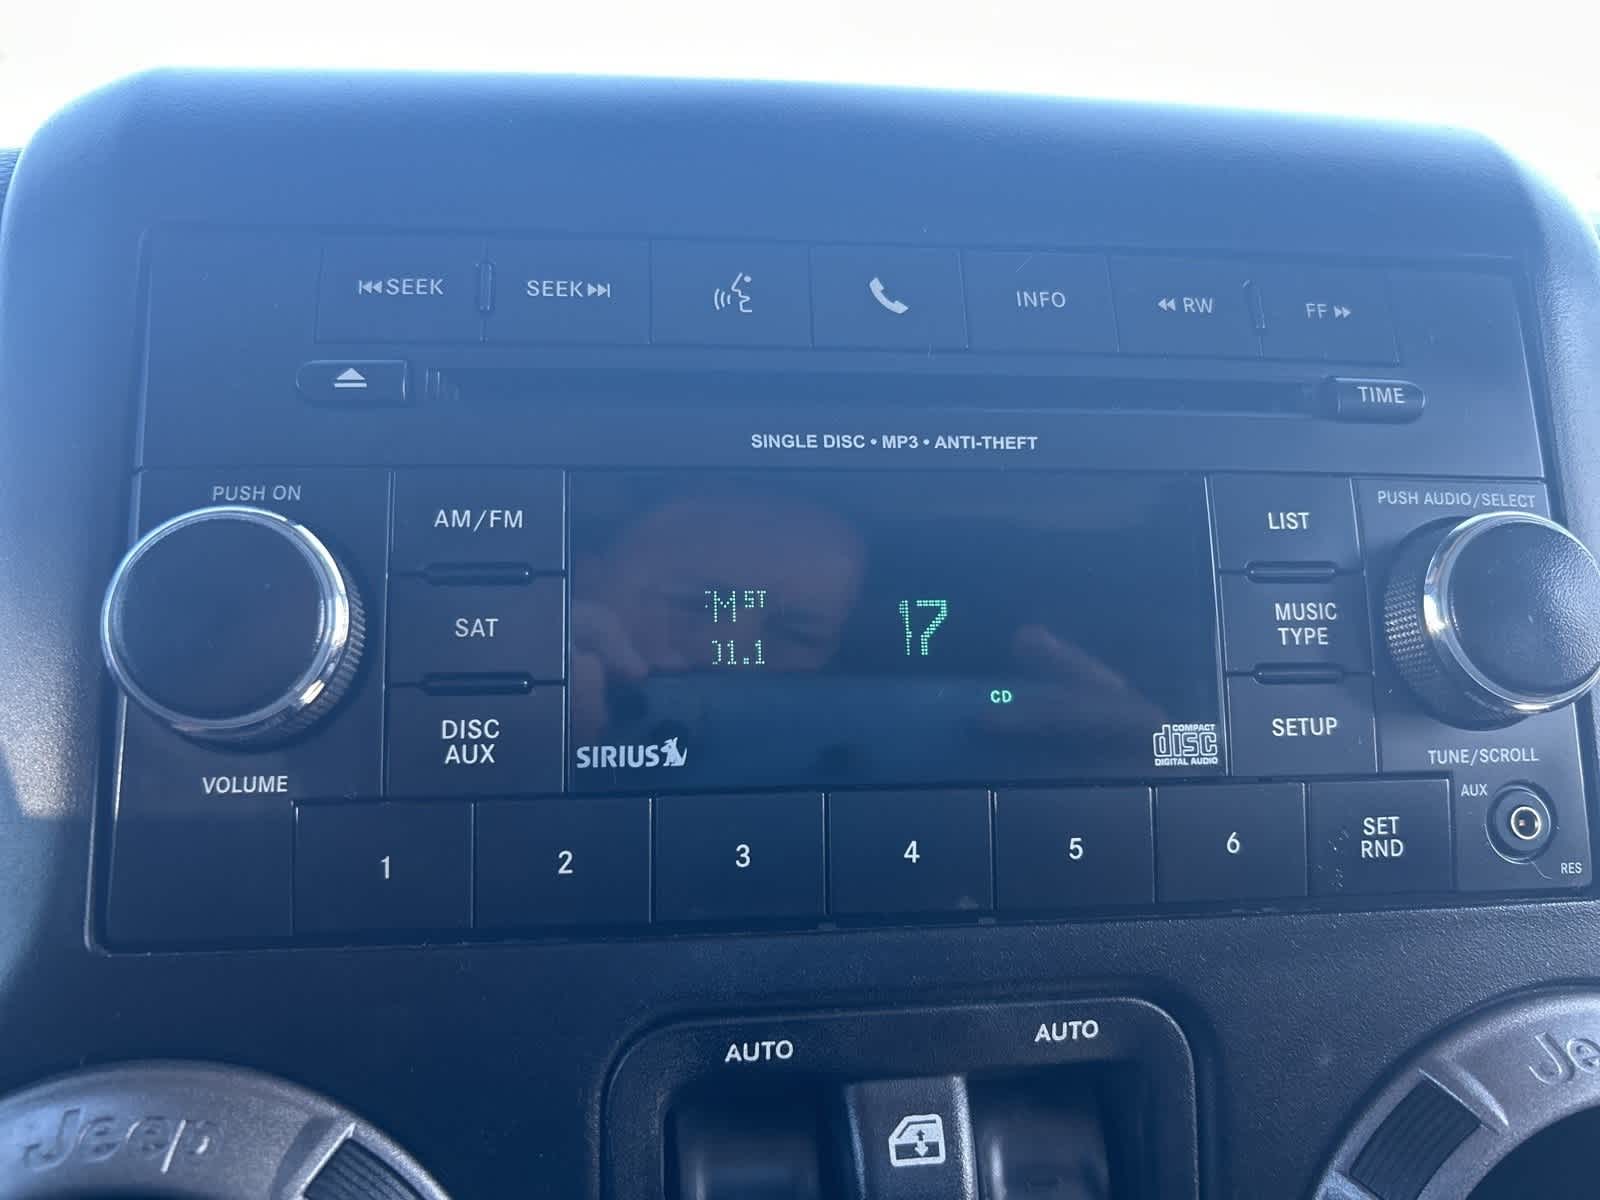 SEEK
SEEK
INFO
RW
FF
TIME
SINGLE DISC • MP3 • ANTI-THEFT
PUSH ON
AM/FM
LIST
PUSH AUDIO/SELECT
SAT
MUSIC
TYPE
ST
17
CD
DISC
AUX
SETUP
SIRIUS
COMPACT
disc
DIGITAL AUDIO
VOLUME
TUNE/SCROLL
AUX
RES
1
2
3
4
5
6
SET
RND
AUTO
AUTO
Jeep